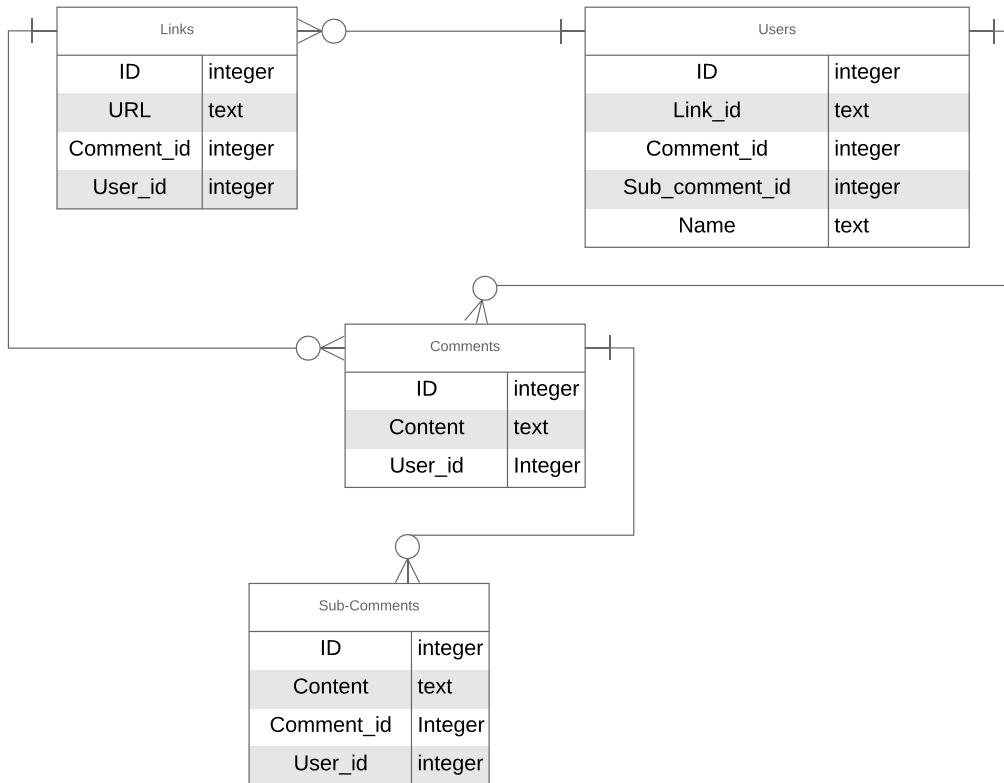 Links
ID integer
URL text
Comment_id integer
User_id integer
Users
ID integer
Link_id text
Comment_id integer
Sub_comment_id integer
Name text
Comments
ID integer
Content text
User_id Integer
Sub-Comments
ID integer
Content text
Comment_id Integer
User_id integer